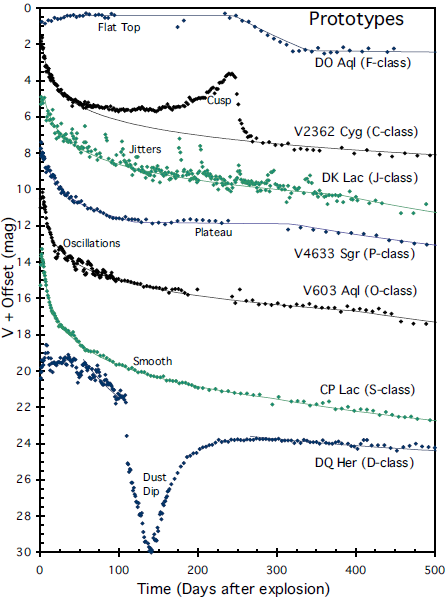 0
Prototypes
Flat Top
2
DO Aql (F-class)
4
Cusp
6
V2362 Cyg (C-class)
Jitters
8
DK Lac (J-class)
10
Plateau
12
V4633 Sgr (P-class)
Oscillations
14
V603 Aql (O-class)
16
18
Smooth
20
CP Lac (S-class)
22
24
DQ Her (D-class)
Dust
Dip
26
28
30
V + Offset (mag)
0 100 200 300 400 500
Time (Days after explosion)